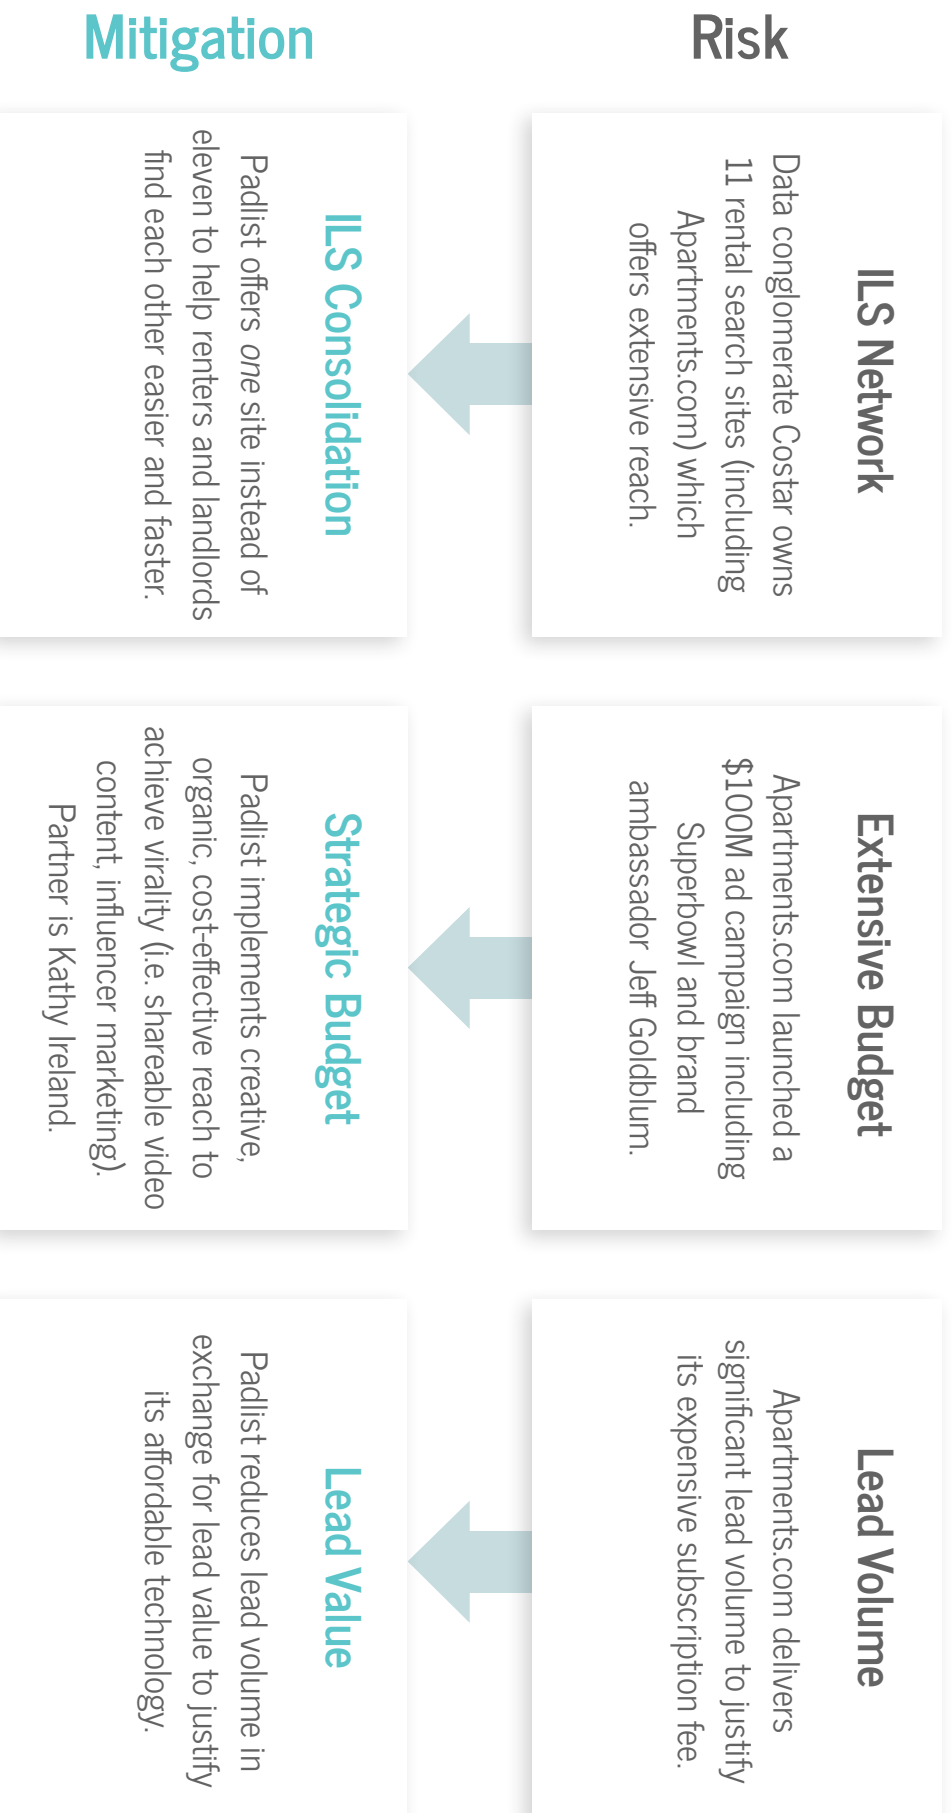 Risk
ILS Network
Data conglomerate Costar owns
11 rental search sites (including
Apartments.com) which
offers extensive reach.
Extensive Budget
Apartments.com launched a
$100M ad campaign including
Superbowl and brand
ambassador Jeff Goldblum.
Lead Volume
Apartments.com delivers
significant lead volume to justify
its expensive subscription fee.
Mitigation
ILS Consolidation
Padlist offers one site instead of
eleven to help renters and landlords
find each other easier and faster.
Strategic Budget
Padlist implements creative,
organic, cost-effective reach to
achieve virality (i.e. shareable video
content, influencer marketing).
Partner is Kathy Ireland.
Lead Value
Padlist reduces lead volume in
exchange for lead value to justify
its affordable technology.